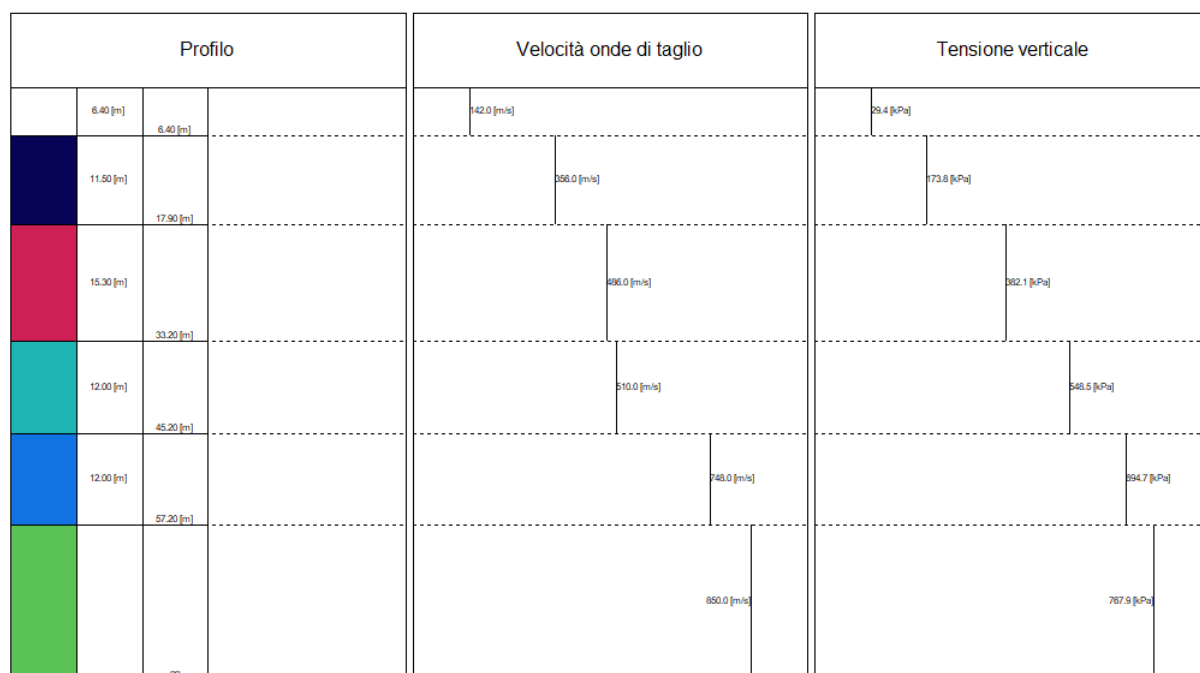 Profilo Velocità onde di taglio Tensione verticale
6.40 [m] 142.0 [m/s] 29.4 [kPa]
6.40 [m]
11.50 [m] 356.0 [m/s] 173.8 [kPa]
17.90 [m]
15.30 [m] 486.0 [m/s] 382.1 [kPa]
33.20 [m]
12.00 [m] 510.0 [m/s] 548.5 [kPa]
45.20 [m]
12.00 [m] 748.0 [m/s] 694.7 [kPa]
57.20 [m]
850.0 [m/s] 767.9 [kPa]